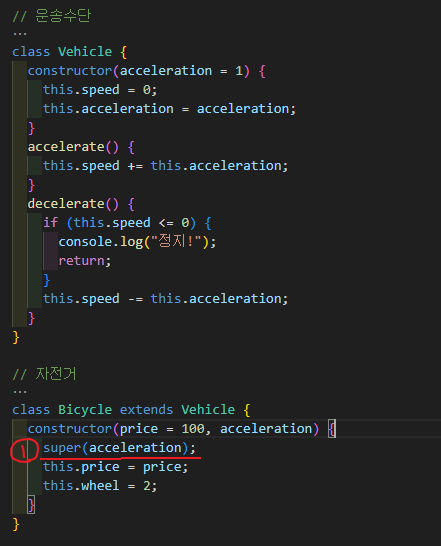 // 운송수단
...
class Vehicle {
  constructor(acceleration = 1) {
    this.speed = 0;
    this.acceleration = acceleration;
  }
  accelerate() {
    this.speed += this.acceleration;
  }
  decelerate() {
    if (this.speed <= 0) {
      console.log("정지!");
      return;
    }
    this.speed -= this.acceleration;
  }
}
// 자전거
...
class Bicycle extends Vehicle {
  constructor(price = 100, acceleration) {
1    super(acceleration);
    this.price = price;
    this.wheel = 2;
  }
}